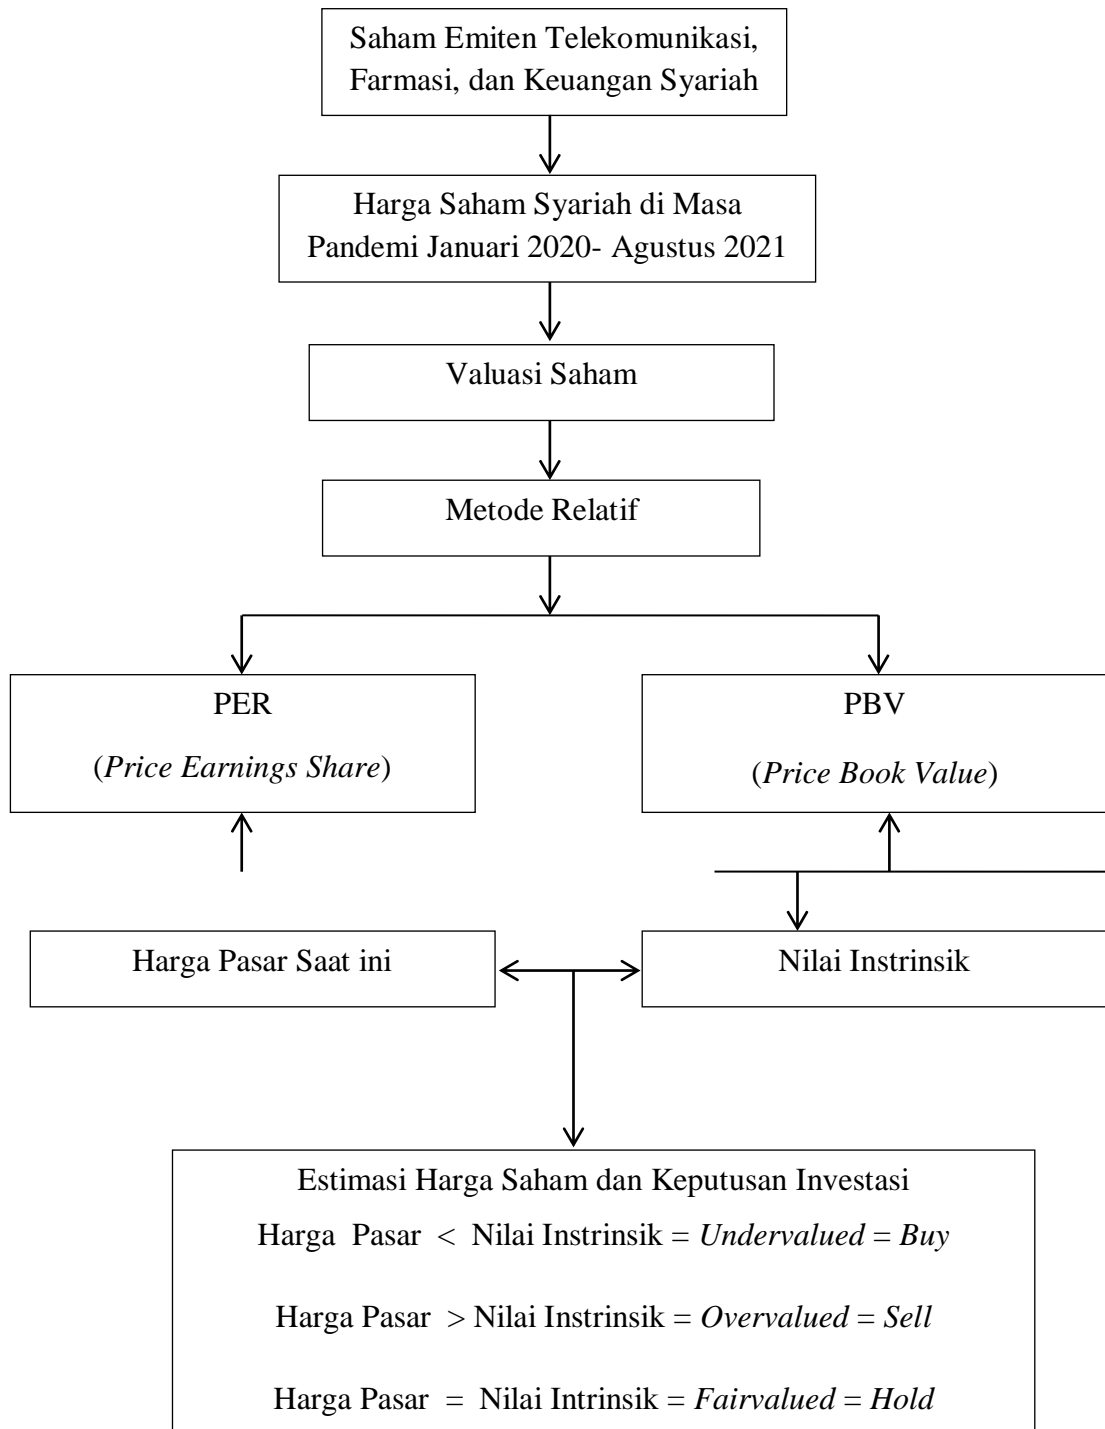 Saham Emiten Telekomunikasi,
Farmasi, dan Keuangan Syariah
Harga Saham Syariah di Masa
Pandemi Januari 2020- Agustus 2021
Valuasi Saham
Metode Relatif
PER
(Price Earnings Share)
PBV
(Price Book Value)
Harga Pasar Saat ini
Nilai Instrinsik
Estimasi Harga Saham dan Keputusan Investasi
Harga Pasar < Nilai Instrinsik = Undervalued = Buy
Harga Pasar > Nilai Instrinsik = Overvalued = Sell
Harga Pasar = Nilai Intrinsik = Fairvalued = Hold